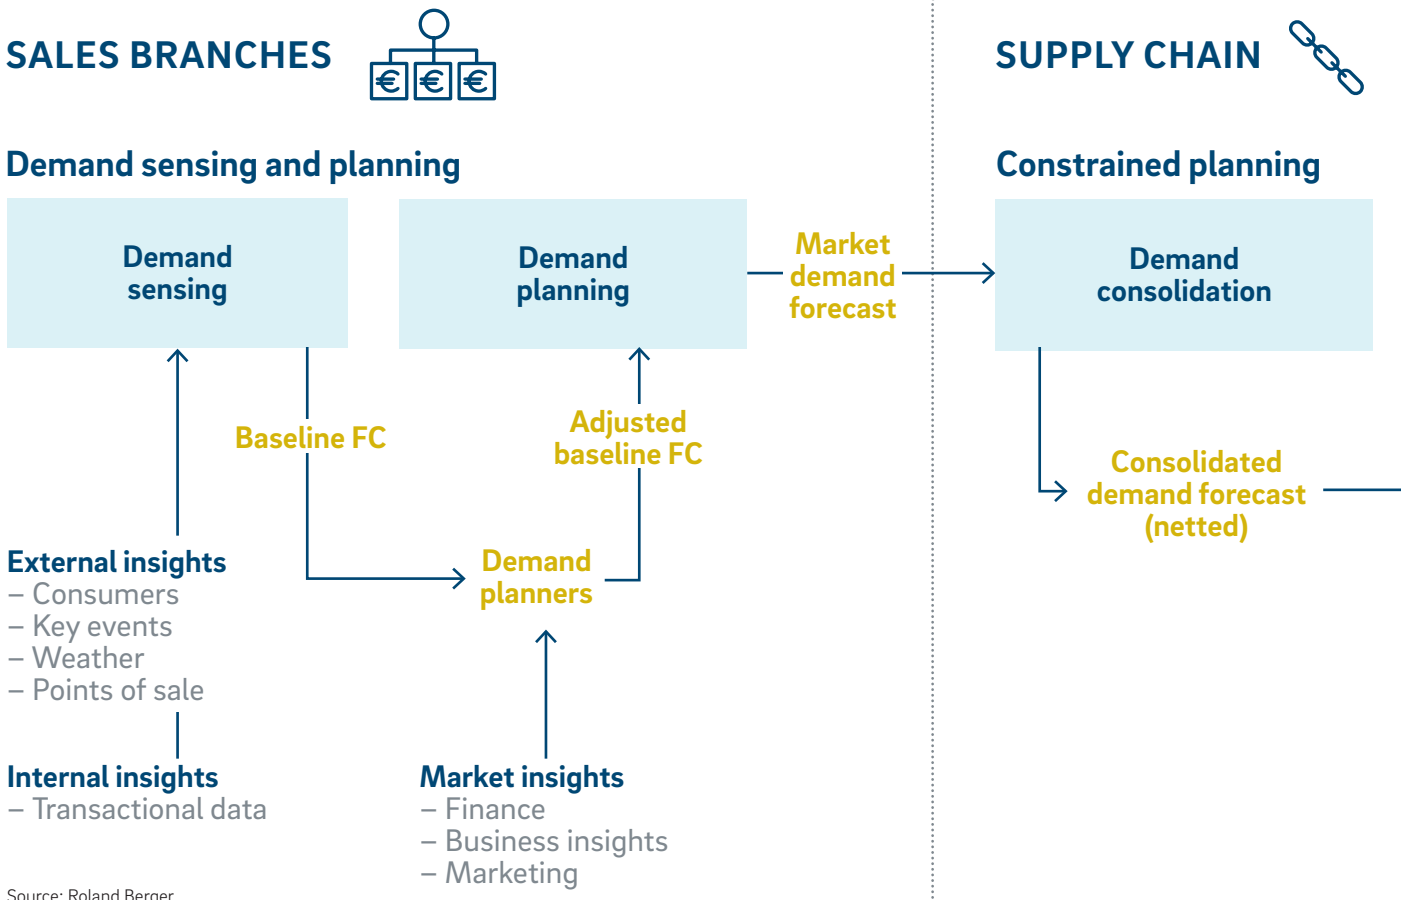 SALES BRANCHES
€ € €
SUPPLY CHAIN
Demand sensing and planning
Constrained planning
Demand
sensing
Demand
planning
Market
demand
forecast
Demand
consolidation
Baseline FC
Adjusted
baseline FC
Consolidated
demand forecast
(netted)
Demand
planners
External insights
– Consumers
– Key events
– Weather
– Points of sale
Internal insights
– Transactional data
Market insights
– Finance
– Business insights
– Marketing
Source: Roland Berger